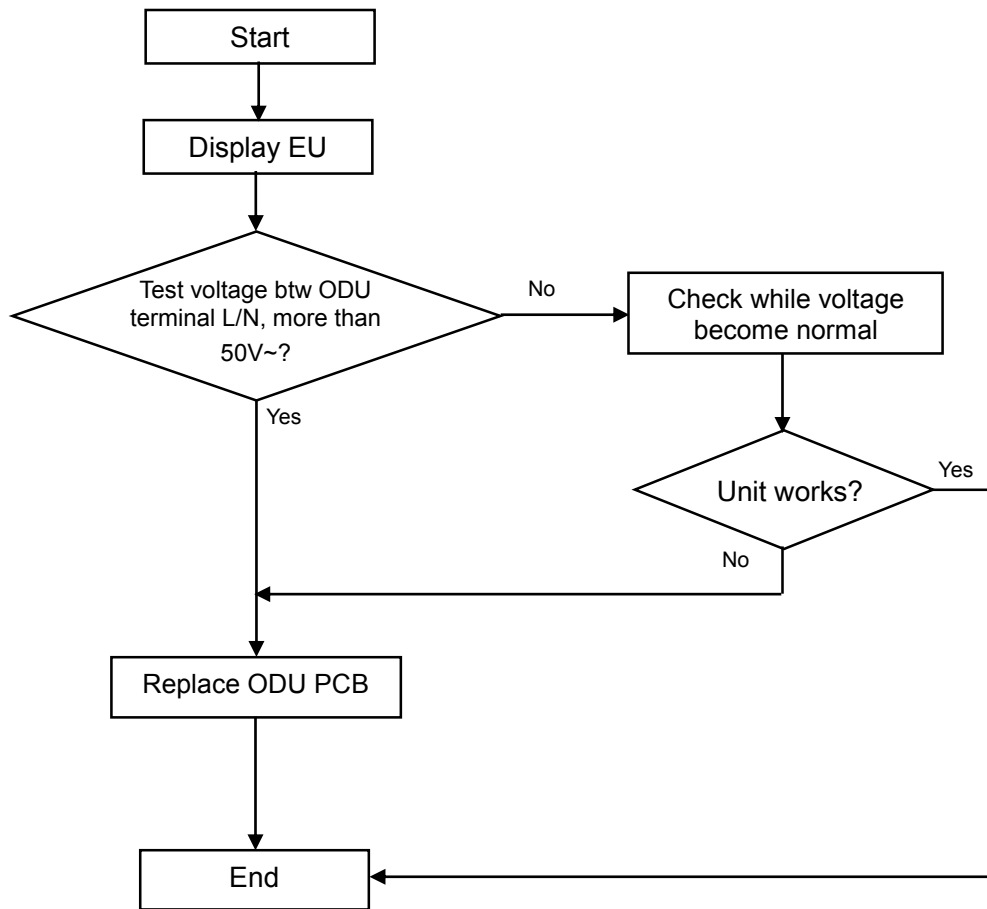 Start
Display EU
Test voltage btw ODU
terminal L/N, more than
50V~?
No
Check while voltage
become normal
Yes
Unit works?
Yes
No
Replace ODU PCB
End